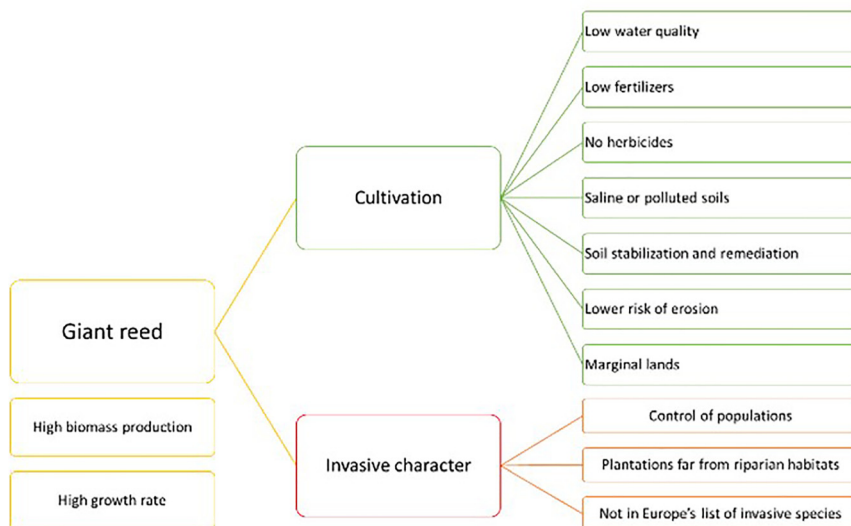 Giant reed
High biomass production
High growth rate
Cultivation
Low water quality
Low fertilizers
No herbicides
Saline or polluted soils
Soil stabilization and remediation
Lower risk of erosion
Marginal lands
Invasive character
Control of populations
Plantations far from riparian habitats
Not in Europe's list of invasive species